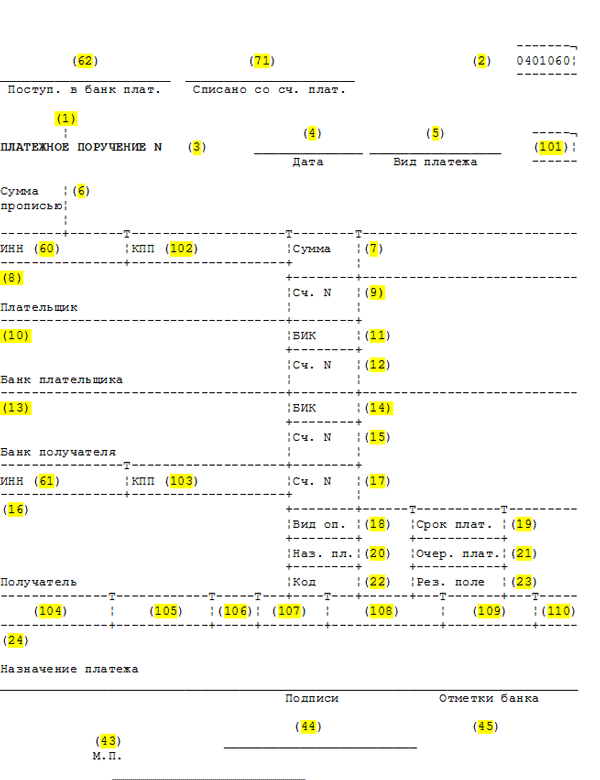 (62) (71) (2) 0401060
Поступ. в банк плат. Списано со сч. плат.
(1)
(4) (5)
ПЛАТЕЖНОЕ ПОРУЧЕНИЕ N (3) (101)
Дата Вид платежа
Сумма (6)
прописью
ИНН (60) КПП (102) Сумма (7)
(8)
Сч. N (9)
Плательщик
(10) БИК (11)
Сч. N (12)
Банк плательщика
(13) БИК (14)
Сч. N (15)
Банк получателя
ИНН (61) КПП (103) Сч. N (17)
(16)
Вид оп. (18) Срок плат. (19)
Наз. пл. (20) Очер. плат. (21)
Получатель Код (22) Рез. поле (23)
(104) (105) (106) (107) (108) (109) (110)
(24)
Назначение платежа
Подписи Отметки банка
(44) (45)
(43)
М.П.